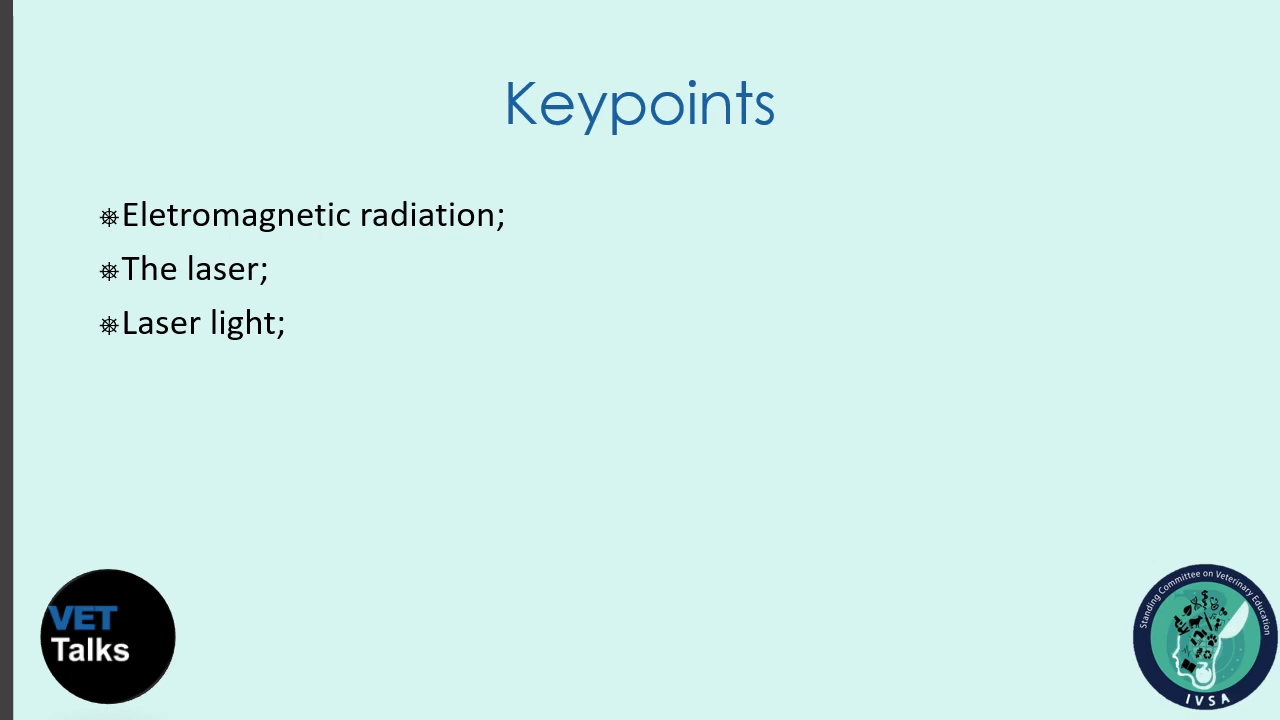 Keypoints
⎈Eletromagnetic radiation;
⎈The laser;
⎈Laser light;
VET
Talks
Standing Committee on Veterinary Education
IVSA